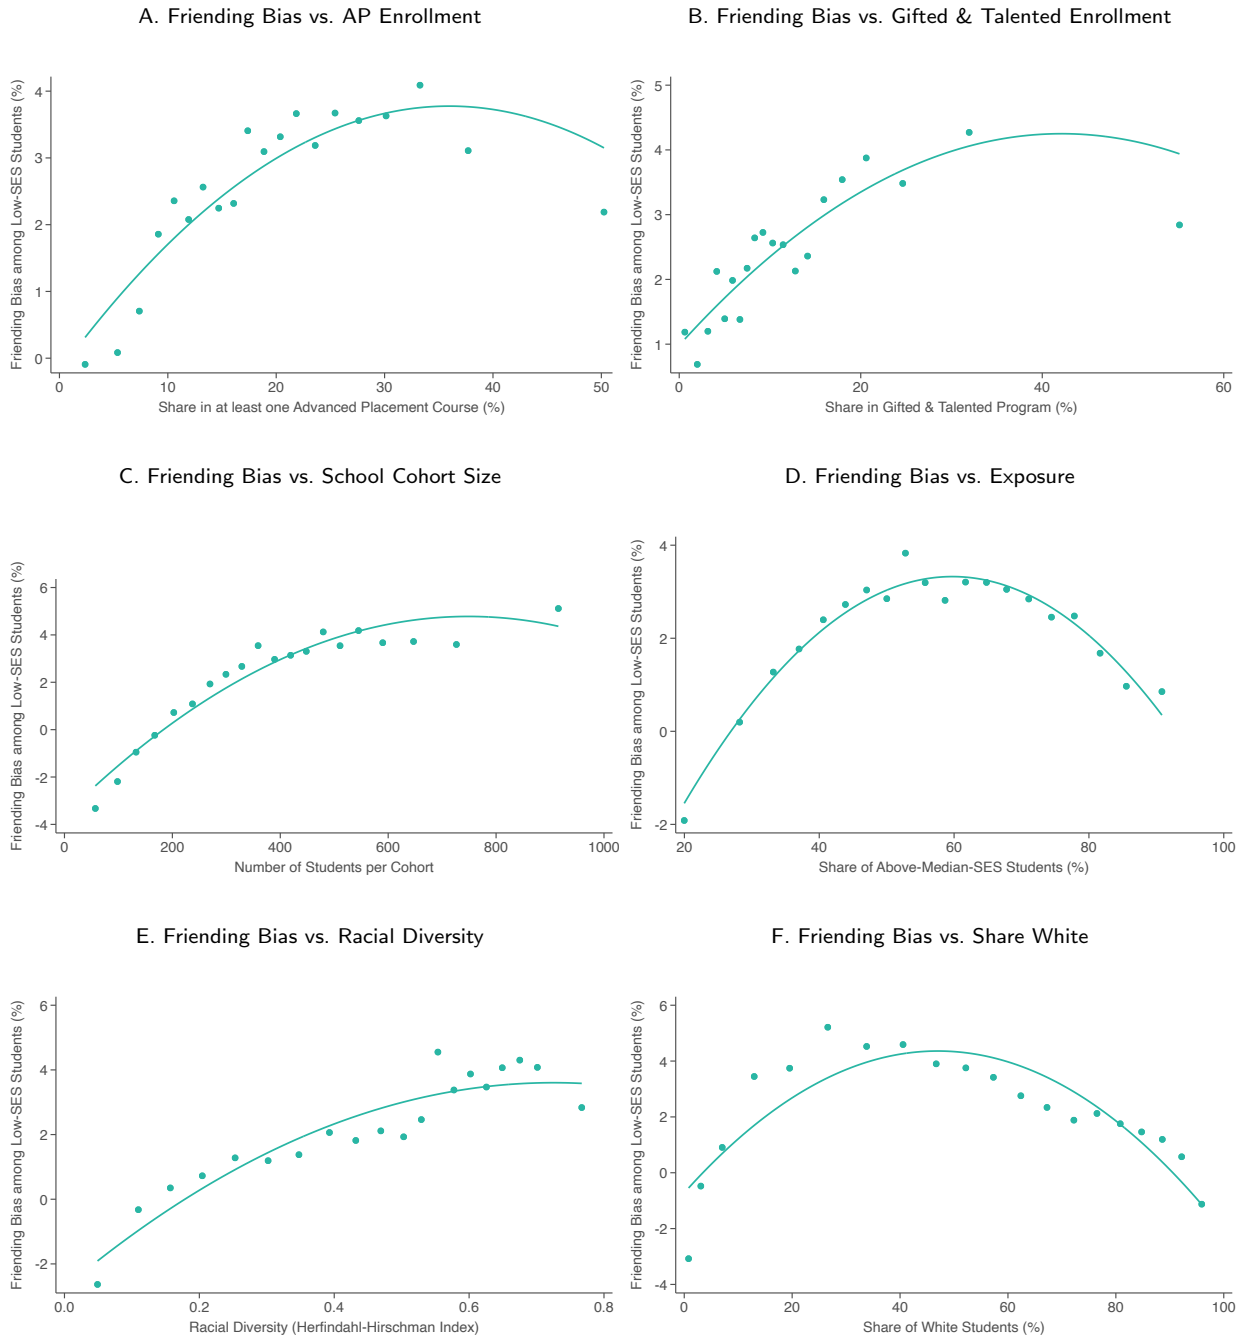 A. Friending Bias vs. AP Enrollment
Friending Bias among Low-SES Students (%)
4
3
2
1
0
0 10 20 30 40 50
Share in at least one Advanced Placement Course (%)
B. Friending Bias vs. Gifted & Talented Enrollment
Friending Bias among Low-SES Students (%)
5
4
3
2
1
0 20 40 60
Share in Gifted & Talented Program (%)
C. Friending Bias vs. School Cohort Size
Friending Bias among Low-SES Students (%)
6
4
2
0
-2
-4
0 200 400 600 800 1000
Number of Students per Cohort
D. Friending Bias vs. Exposure
Friending Bias among Low-SES Students (%)
4
2
0
-2
20 40 60 80 100
Share of Above-Median-SES Students (%)
E. Friending Bias vs. Racial Diversity
Friending Bias among Low-SES Students (%)
6
4
2
0
-2
0.0 0.2 0.4 0.6 0.8
Racial Diversity (Herfindahl-Hirschman Index)
F. Friending Bias vs. Share White
Friending Bias among Low-SES Students (%)
6
4
2
0
-2
-4
0 20 40 60 80 100
Share of White Students (%)